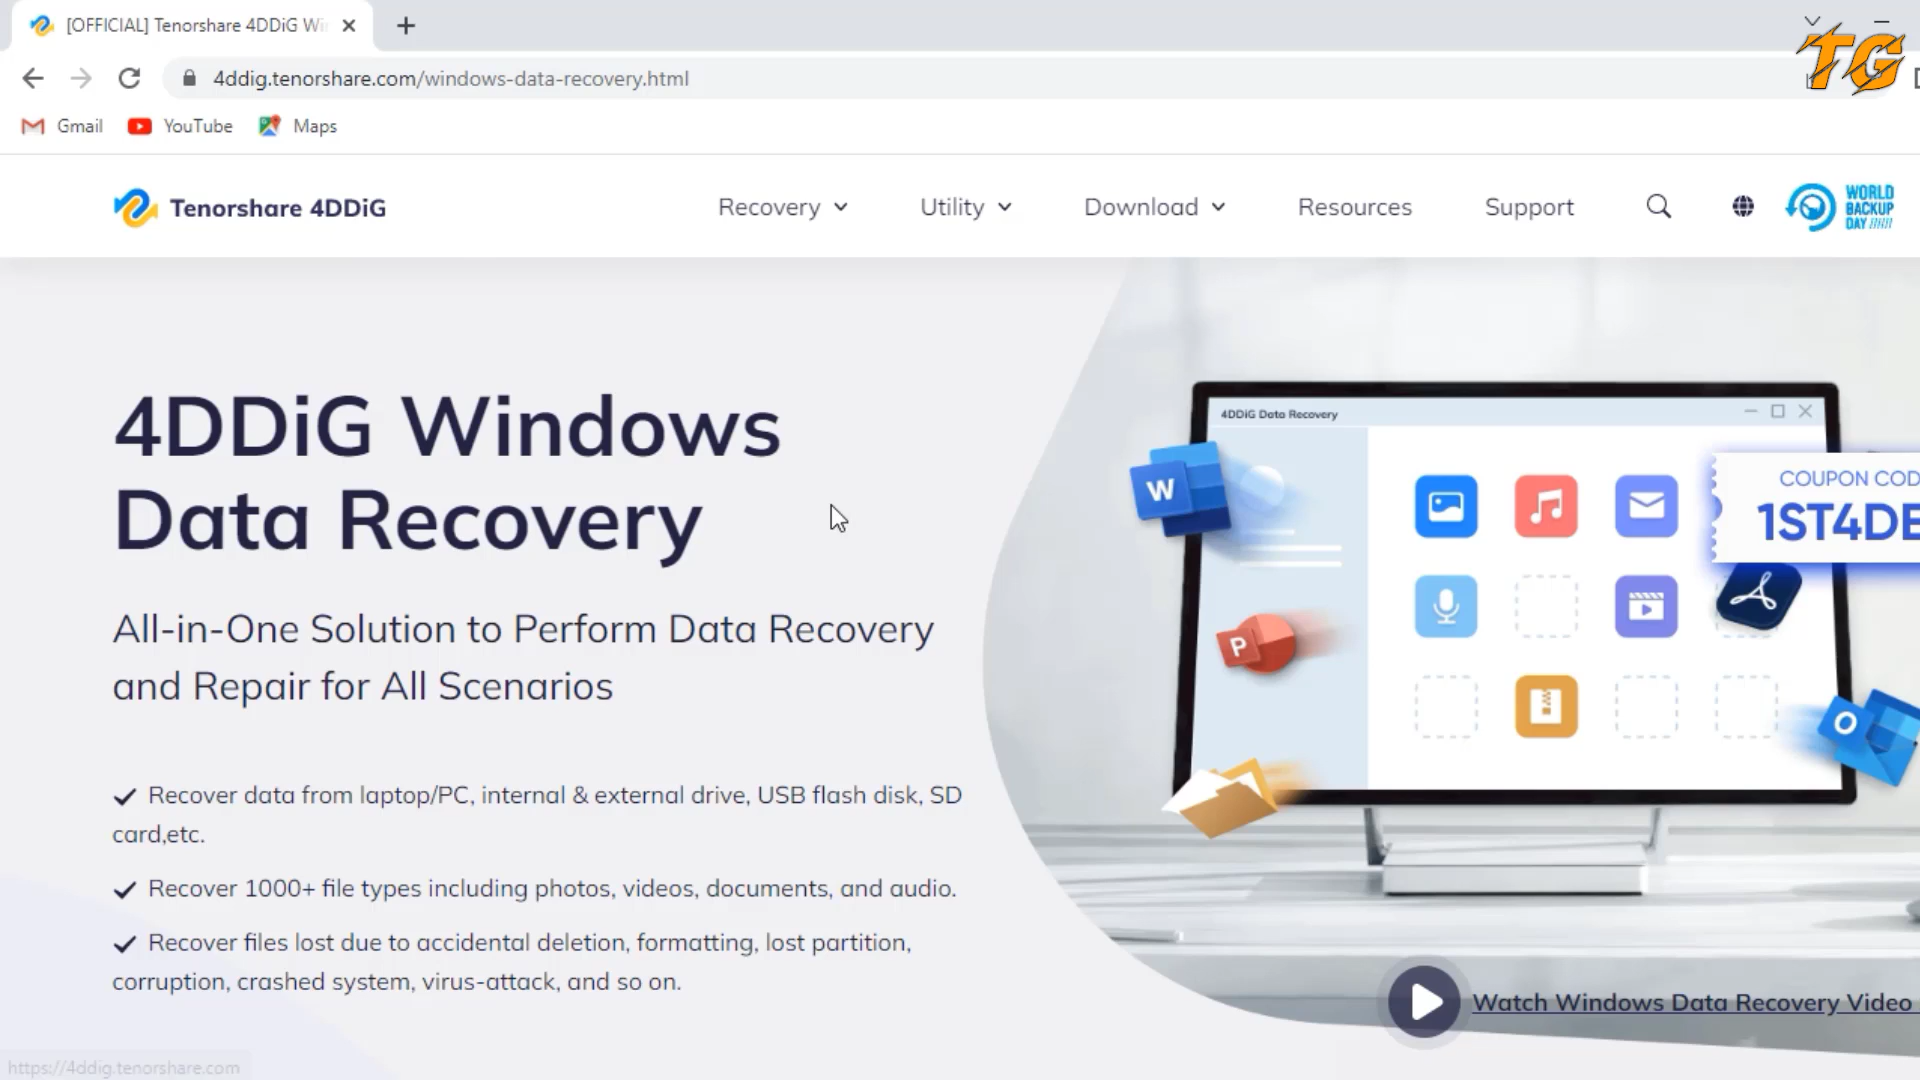 [OFFICIAL] Tenorshare 4DDiG Wi
TG
4ddig.tenorshare.com/windows-data-recovery.html
Gmail YouTube Maps
Tenorshare 4DDiG Recovery Utility Download Resources Support
WORLD
BACKUP
DAY
4DDiG Windows
Data Recovery
All-in-One Solution to Perform Data Recovery
and Repair for All Scenarios
✓ Recover data from laptop/PC, internal & external drive, USB flash disk, SD
card,etc.
✓ Recover 1000+ file types including photos, videos, documents, and audio.
✓ Recover files lost due to accidental deletion, formatting, lost partition,
corruption, crashed system, virus-attack, and so on.
4DDiG Data Recovery
W
COUPON COD
1ST4DE
P
O
Watch Windows Data Recovery Video
https://4ddig.tenorshare.com